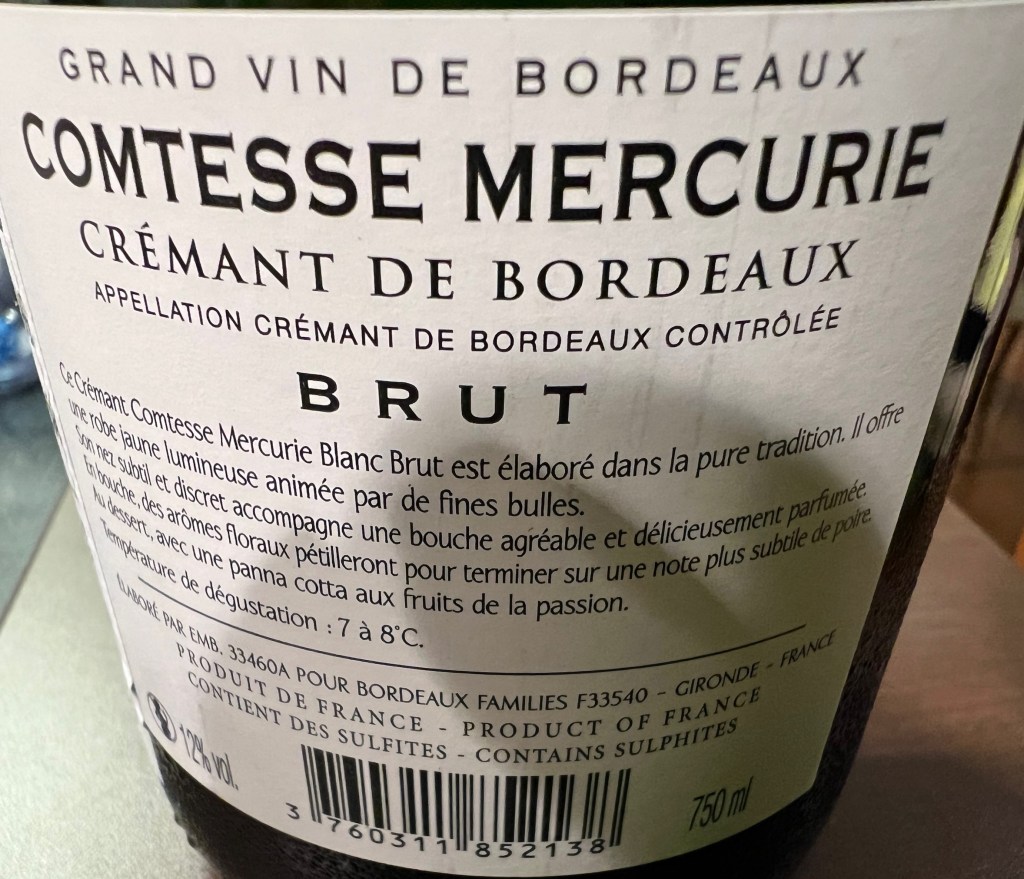 GRAND VIN DE BORDEAUX
COMTESSE MERCURIE
CRÉMANT DE BORDEAUX
APPELLATION CRÉMANT DE BORDEAUX CONTRÔLÉE
BRUT
Ce Crémant Comtesse Mercurie Blanc Brut est élaboré dans la pure tradition. Il offre
une robe jaune lumineuse animée par de fines bulles.
Son nez subtil et discret accompagne une bouche agréable et délicieusement parfumée.
En bouche, des arômes floraux pétilleront pour terminer sur une note plus subtile de poire.
Au dessert, avec une panna cotta aux fruits de la passion.
Température de dégustation : 7 à 8°C.
ELABORÉ PAR EMB. 33460A POUR BORDEAUX FAMILIES F33540 - GIRONDE - FRANCE
PRODUIT DE FRANCE - PRODUCT OF FRANCE
CONTIENT DES SULFITES - CONTAINS SULPHITES
12% vol.
3 760311 852138
750 ml